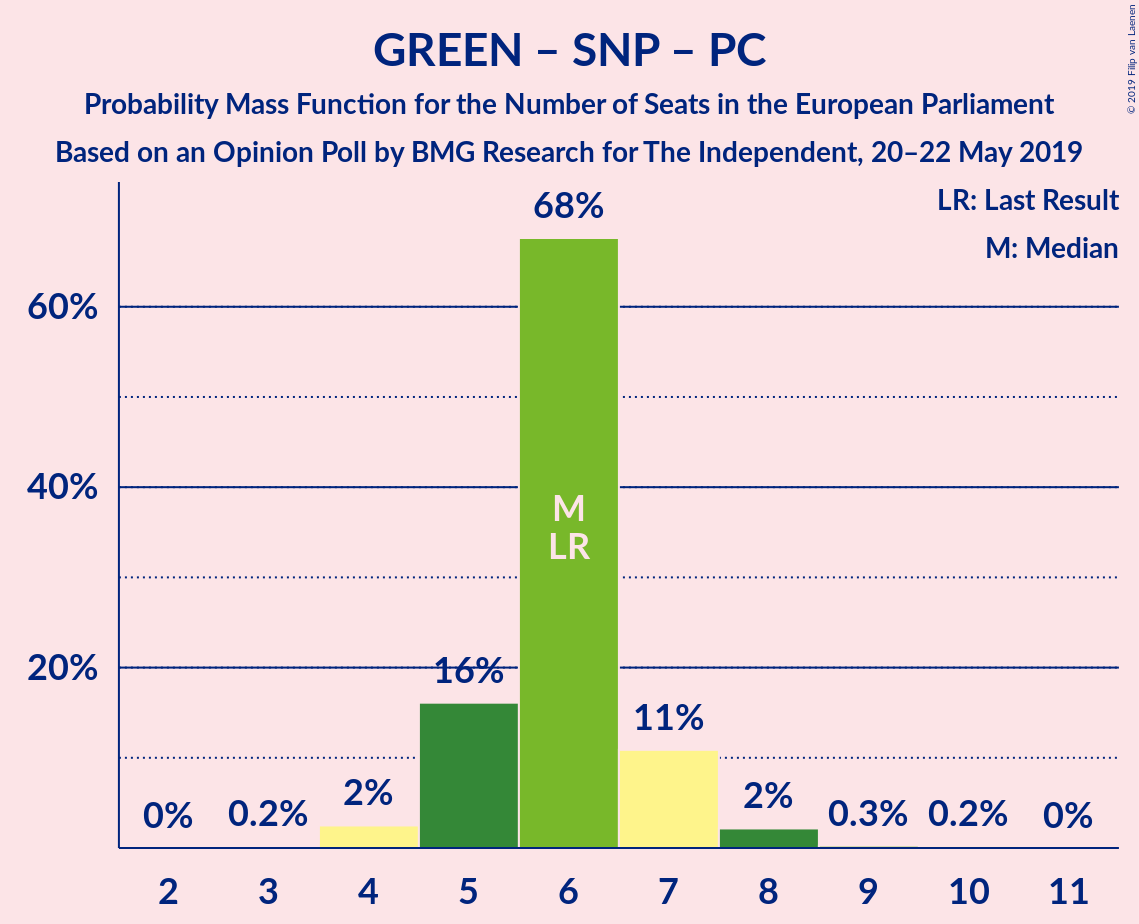 GREEN – SNP – PC
Probability Mass Function for the Number of Seats in the European Parliament
Based on an Opinion Poll by BMG Research for The Independent, 20–22 May 2019
© 2019 Filip van Laenen
LR: Last Result
M: Median
68%
60%
40%
M
LR
20%
16%
11%
0%
0.2%
2%
2%
0.3%
0.2%
0%
2 3 4 5 6 7 8 9 10 11